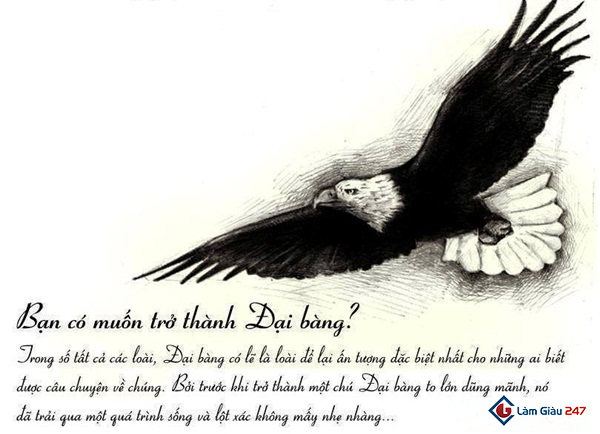 Bạn có muốn trở thành Đại bàng?
Trong số tất cả các loài, Đại bàng có lẽ là loài để lại ấn tượng đặc biệt nhất cho những ai biết
được câu chuyện về chúng. Bởi trước khi trở thành một chú Đại bàng to lớn dũng mãnh, nó
đã trải qua một quá trình sống và lột xác không mấy nhẹ nhàng...
Làm Giàu 247